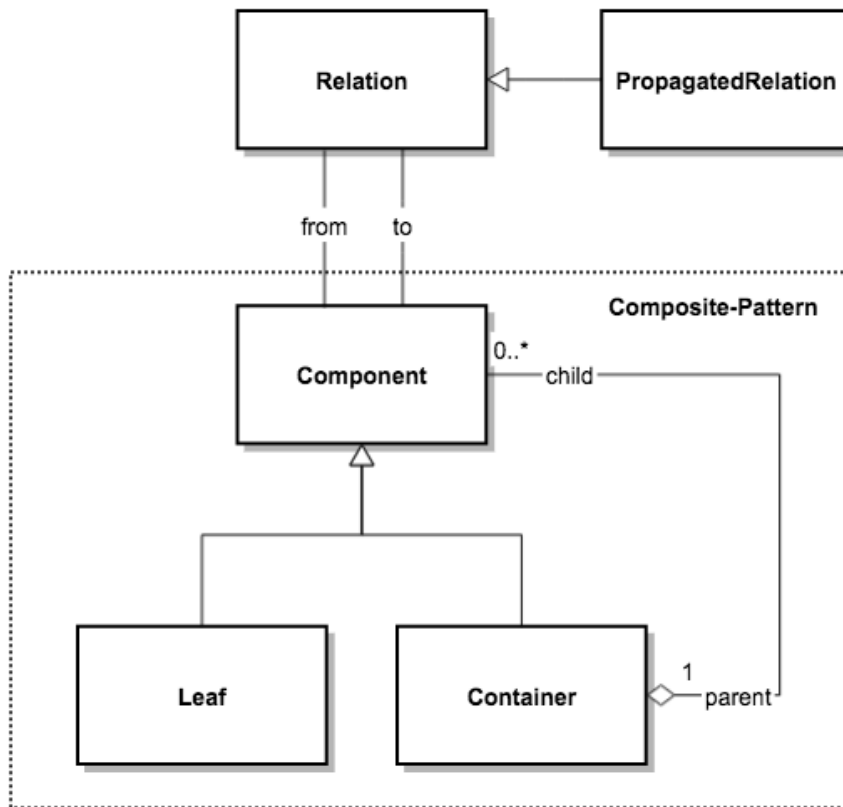 Relation
PropagatedRelation
from
to
Composite-Pattern
0..*
Component
child
Leaf
Container
1
parent